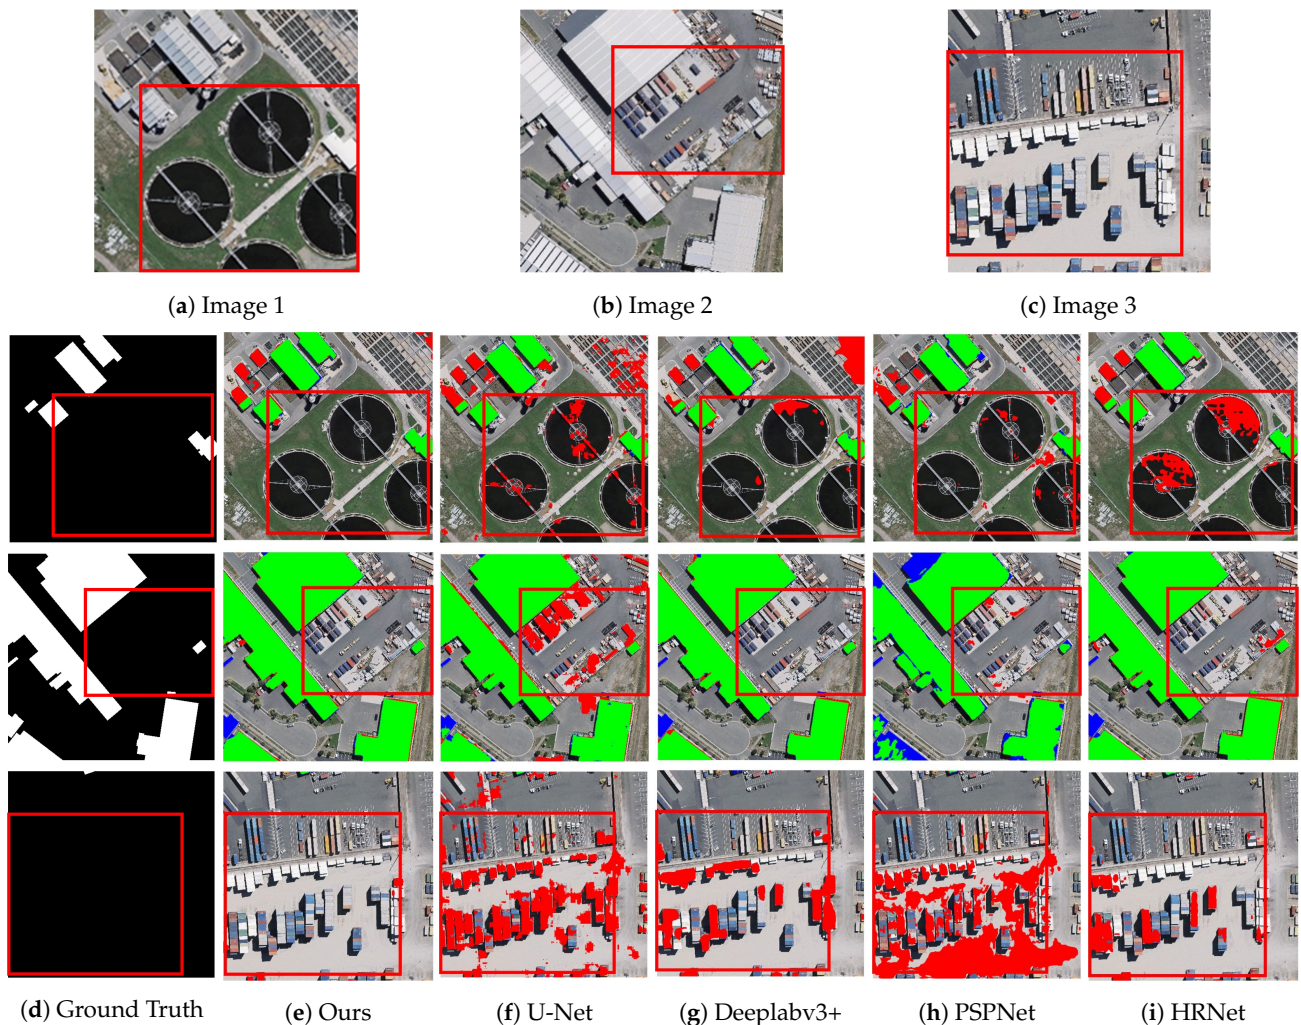 (a) Image 1
(b) Image 2
(c) Image 3
(d) Ground Truth
(e) Ours
(f) U-Net
(g) Deeplabv3+
(h) PSPNet
(i) HRNet